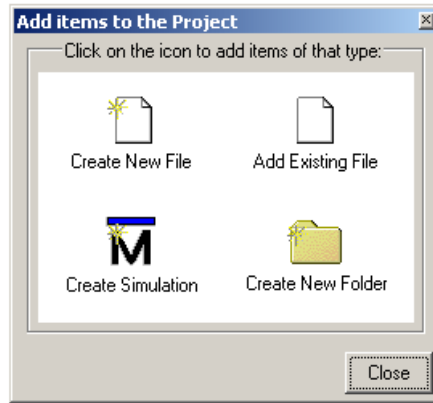 Add items to the Project
Click on the icon to add items of that type:
Create New File
Add Existing File
M
Create Simulation
Create New Folder
Close